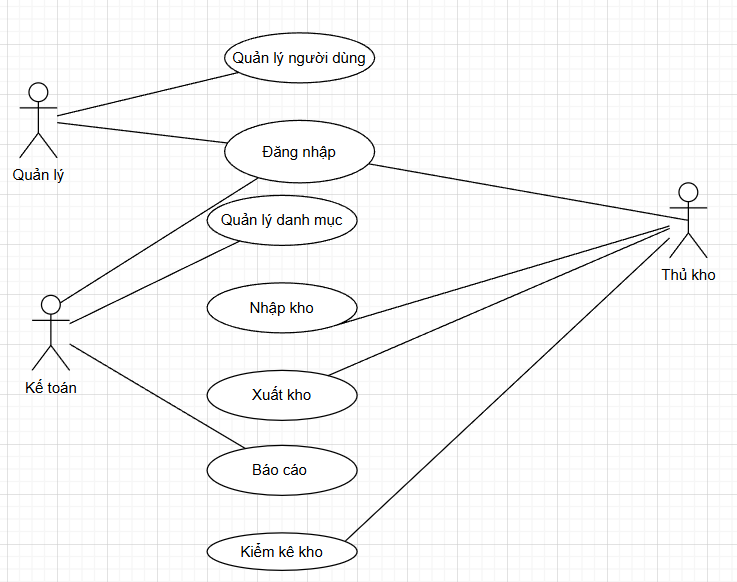 Quản lý người dùng
Đăng nhập
Quản lý
Quản lý danh mục
Thủ kho
Nhập kho
Kế toán
Xuất kho
Báo cáo
Kiểm kê kho